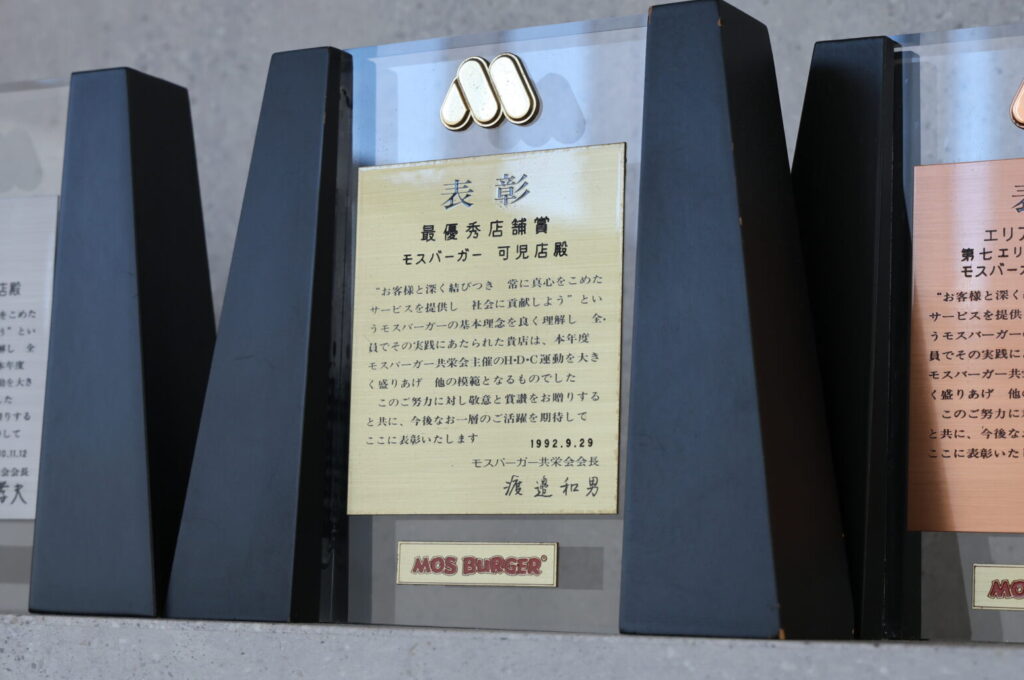 店殿
をこめた
う”とい
解し 全
本年度
動を大き
した
贈りする
して
0.11.12
会会長
表彰
最優秀店舗賞
モスバーガー 可児店殿
“お客様と深く結びつき 常に真心をこめた
サービスを提供し 社会に貢献しよう”とい
うモスバーガーの基本理念を良く理解し 全
員でその実践にあたられた貴店は、本年度
モスバーガー共栄会主催のH・D・C運動を大き
く盛りあげ 他の模範となるものでした
このご努力に対し敬意と賞讃をお贈りする
と共に、今後なお一層のご活躍を期待して
ここに表彰いたします 1992.9.29
モスバーガー共栄会会長
渡邉和男
MOS BURGER®
エリア
第七エリ
モスバーガ
“お客様と深く
サービスを提供
うモスバーガー
員でその実践に
モスバーガー共
く盛りあげ 他
このご努力に
と共に、今後な
ここに表彰いた
MO